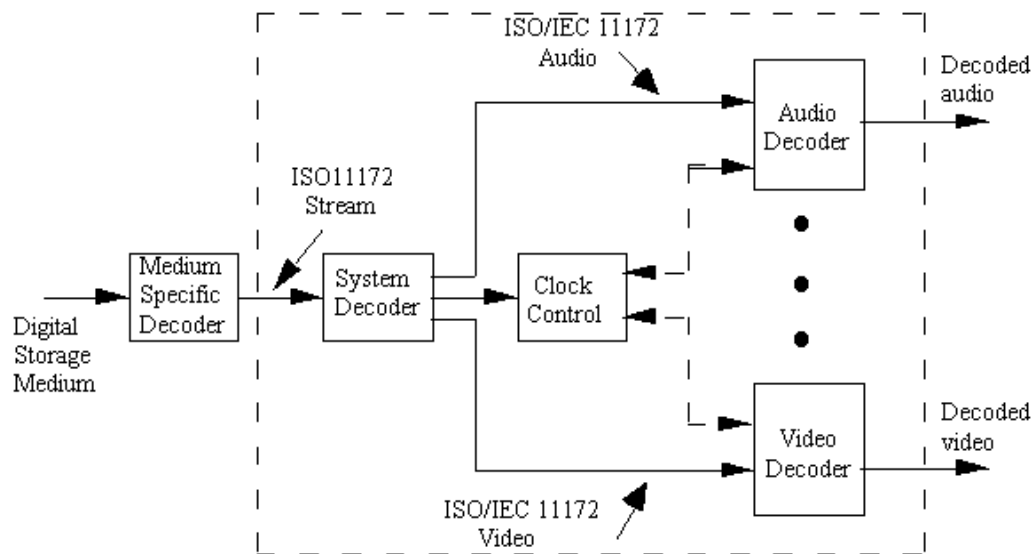 ISO/IEC 11172
Audio
Decoded
audio
Audio
Decoder
ISO11172
Stream
Medium
Specific
Decoder
System
Decoder
Clock
Control
Digital
Storage
Medium
Decoded
video
Video
Decoder
ISO/IEC 11172
Video